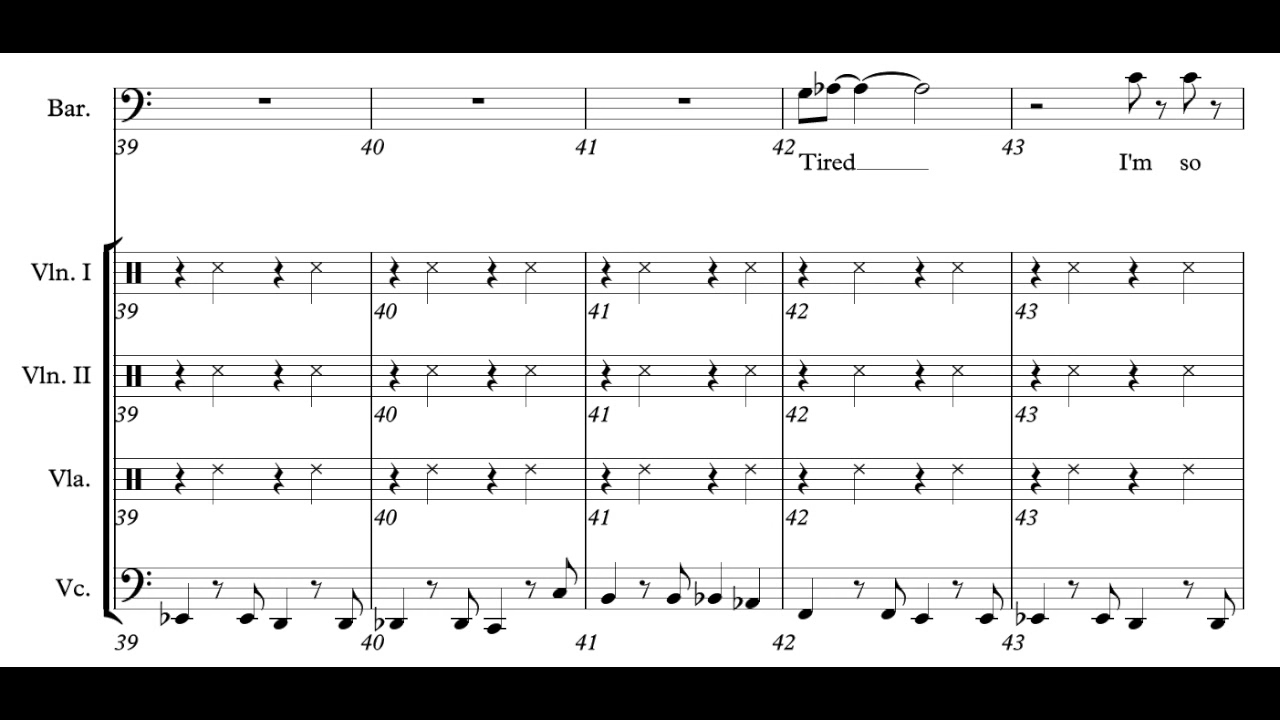 Bar.
39 40 41 42 43
Tired I'm so
Vln. I
39 40 41 42 43
Vln. II
39 40 41 42 43
Vla.
39 40 41 42 43
Vc.
39 40 41 42 43